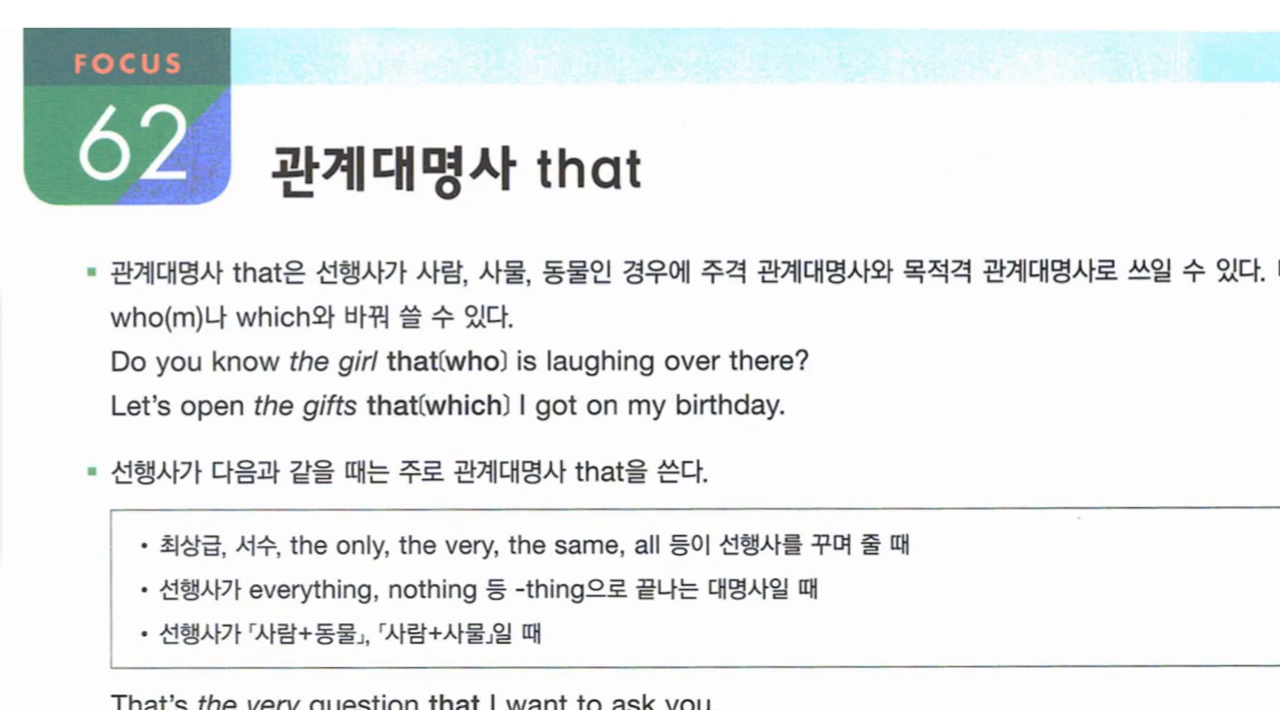 FOCUS
62
관계대명사 that
▪ 관계대명사 that은 선행사가 사람, 사물, 동물인 경우에 주격 관계대명사와 목적격 관계대명사로 쓰일 수 있다.
who(m)나 which와 바꿔 쓸 수 있다.
Do you know the girl that(who) is laughing over there?
Let's open the gifts that(which) I got on my birthday.
▪ 선행사가 다음과 같을 때는 주로 관계대명사 that을 쓴다.
• 최상급, 서수, the only, the very, the same, all 등이 선행사를 꾸며 줄 때
• 선행사가 everything, nothing 등 -thing으로 끝나는 대명사일 때
• 선행사가 「사람+동물」, 「사람+사물」일 때
That's the very question that I want to ask you.